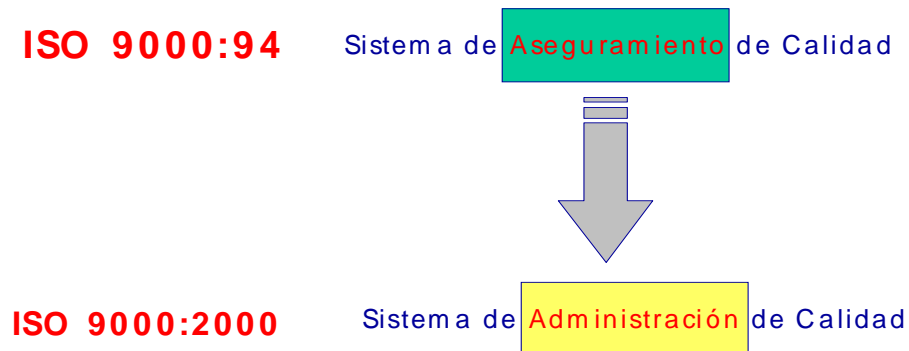 ISO 9000:94 Sistema de Aseguramiento de Calidad
ISO 9000:2000 Sistema de Administración de Calidad